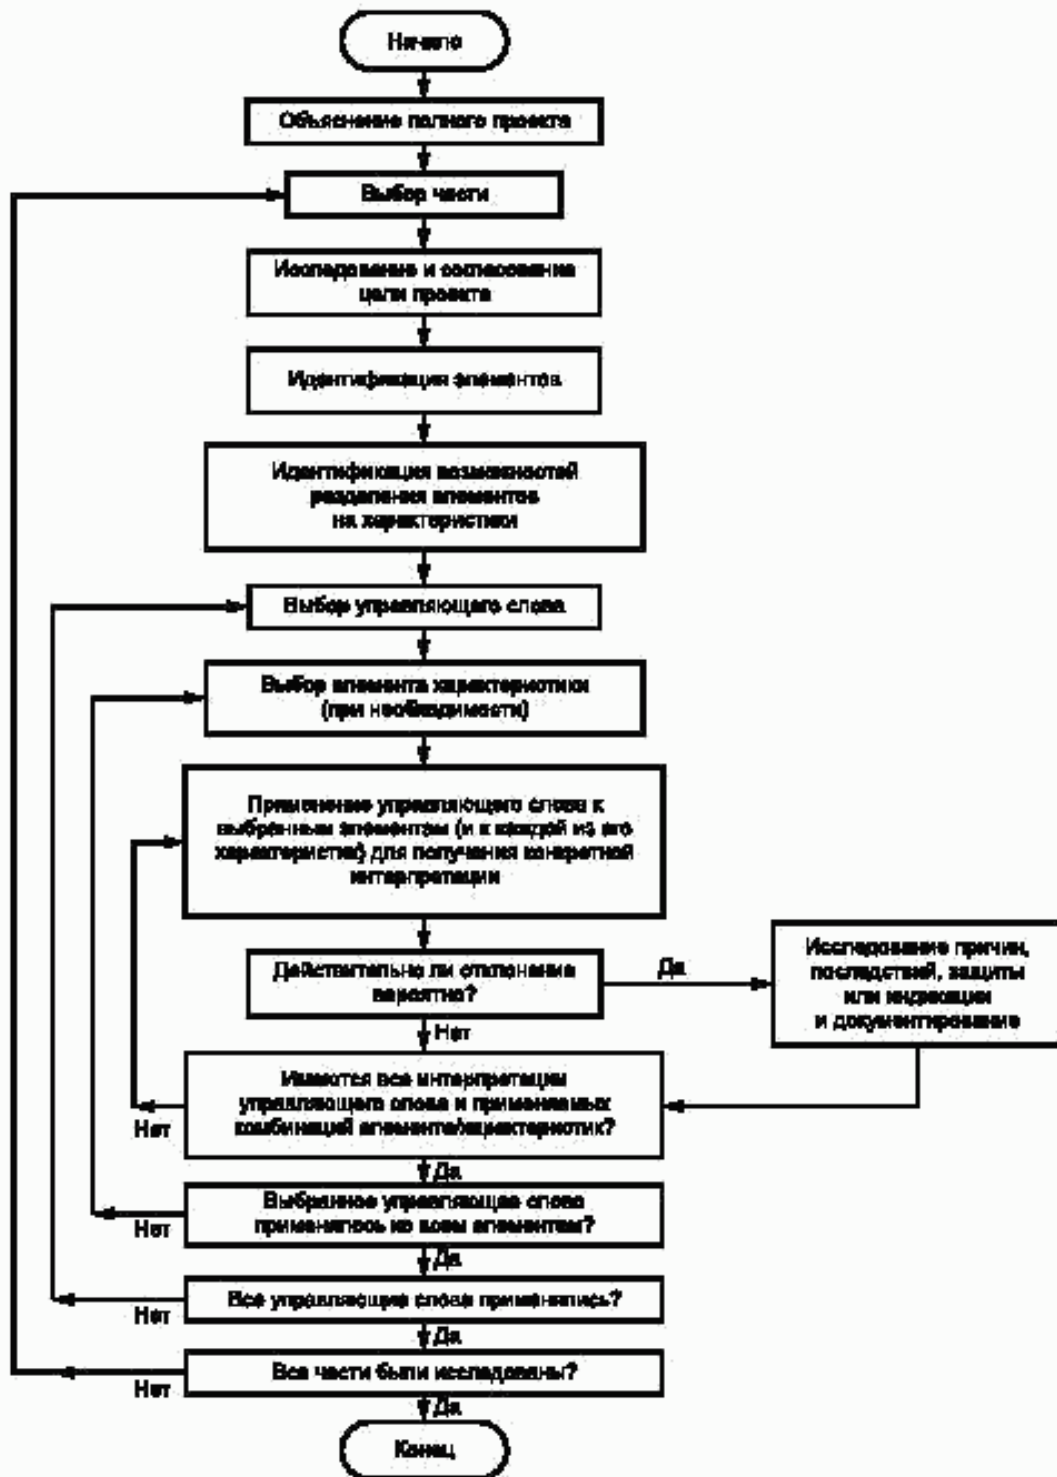 Начало
Объяснение полного проекта
Выбор части
Исследование и согласование
цели проекта
Идентификация элементов
Идентификация возможностей
разделения элементов
на характеристики
Выбор управляющего слова
Выбор элемента характеристики
(при необходимости)
Применение управляющего слова к
выбранным элементам (и к каждой из его
характеристик) для получения конкретной
интерпретации
Действительно ли отклонение
вероятно?
Да
Исследование причин,
последствий, защиты
или индикации
и документирование
Нет
Имеются все интерпретации
управляющего слова и применяемых
комбинаций элемента/характеристик?
Нет
Да
Выбранное управляющее слово
применялось ко всем элементам?
Нет
Да
Все управляющие слова применялись?
Нет
Да
Все части были исследованы?
Нет
Да
Конец